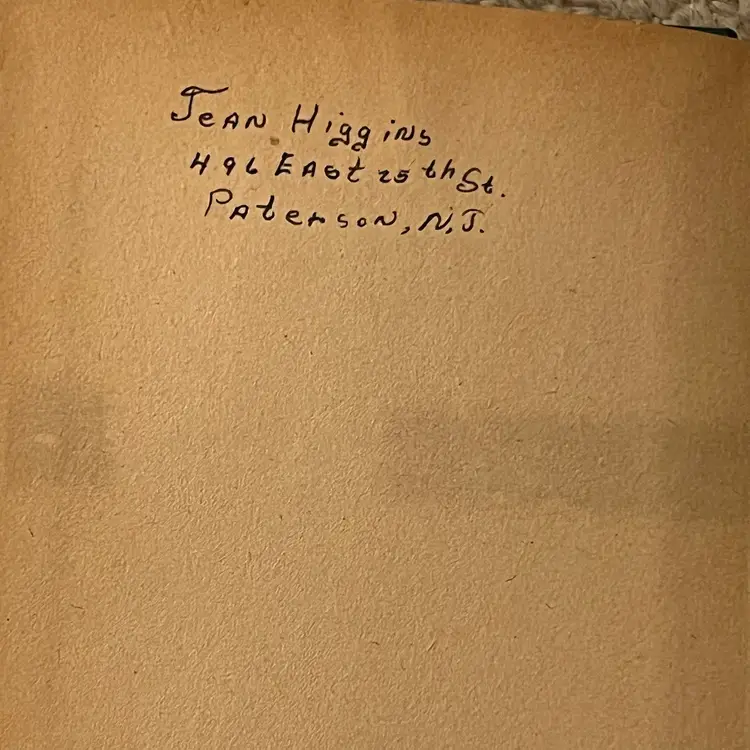 Jean Higgins
496 East 25th St.
Paterson, N.J.